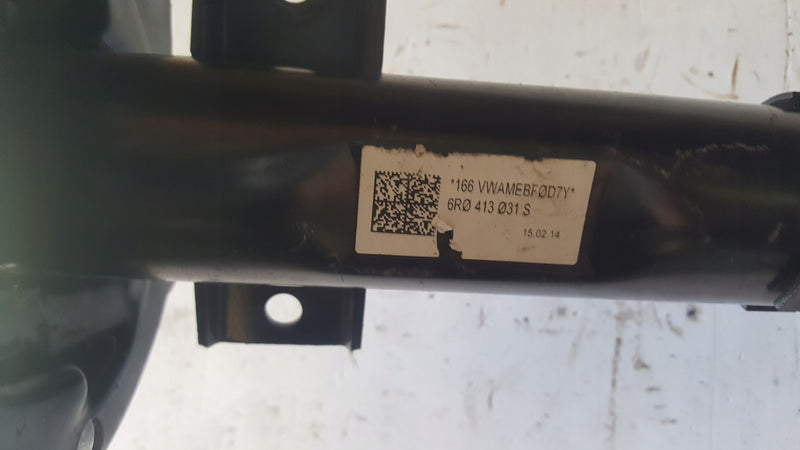 *166 VWAMEBFØD7Y*
6RØ 413 Ø31 S
15.02.14